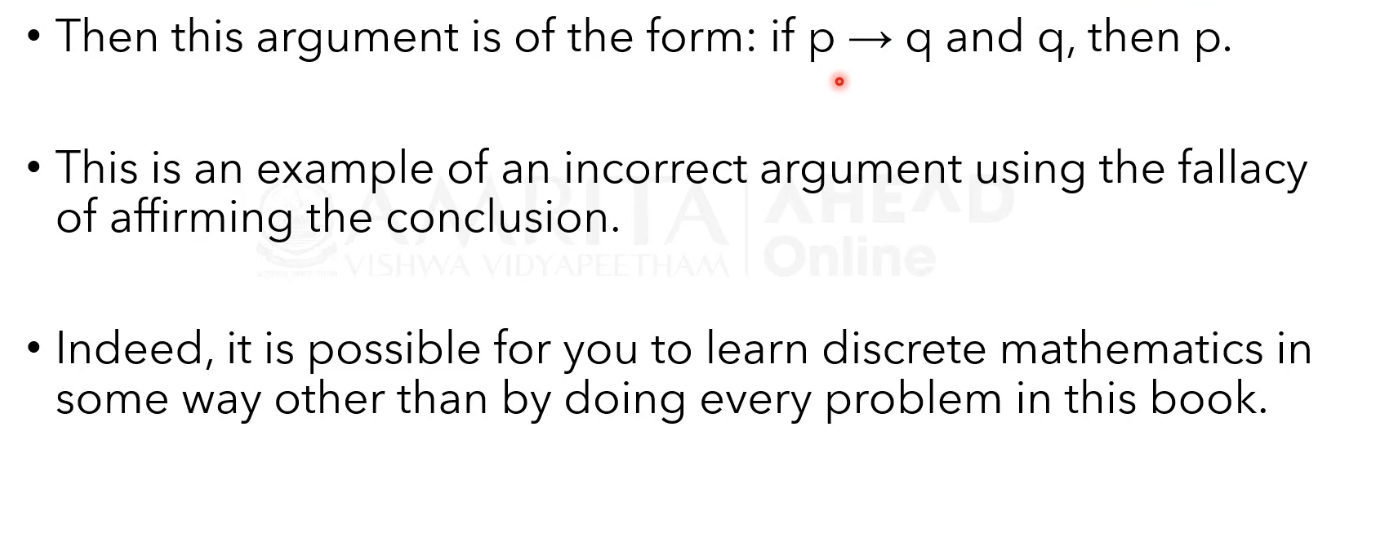 • Then this argument is of the form: if p → q and q, then p.
• This is an example of an incorrect argument using the fallacy
of affirming the conclusion.
AMRITA AHEAD
VISHWA VIDYAPEETHAM Online
• Indeed, it is possible for you to learn discrete mathematics in
some way other than by doing every problem in this book.